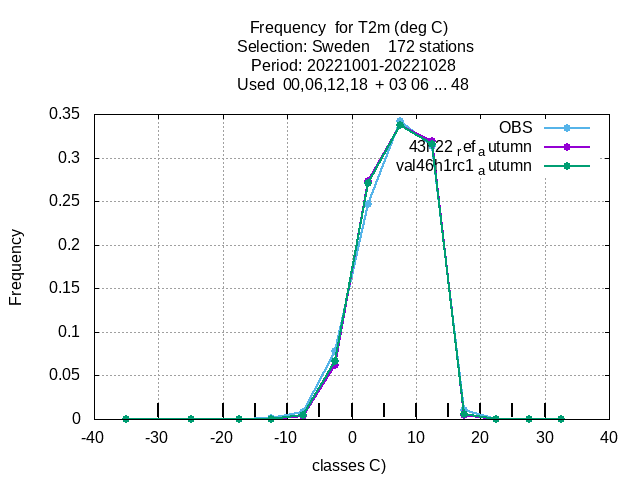 Frequency for T2m (deg C)
Selection: Sweden 172 stations
Period: 20221001-20221028
Used 00,06,12,18 + 03 06 ... 48
0.35
0.3
0.25
0.2
0.15
0.1
0.05
0
Frequency
OBS
43h22 ref autumn
val46h1rc1 autumn
-40 -30 -20 -10 0 10 20 30 40
classes C)